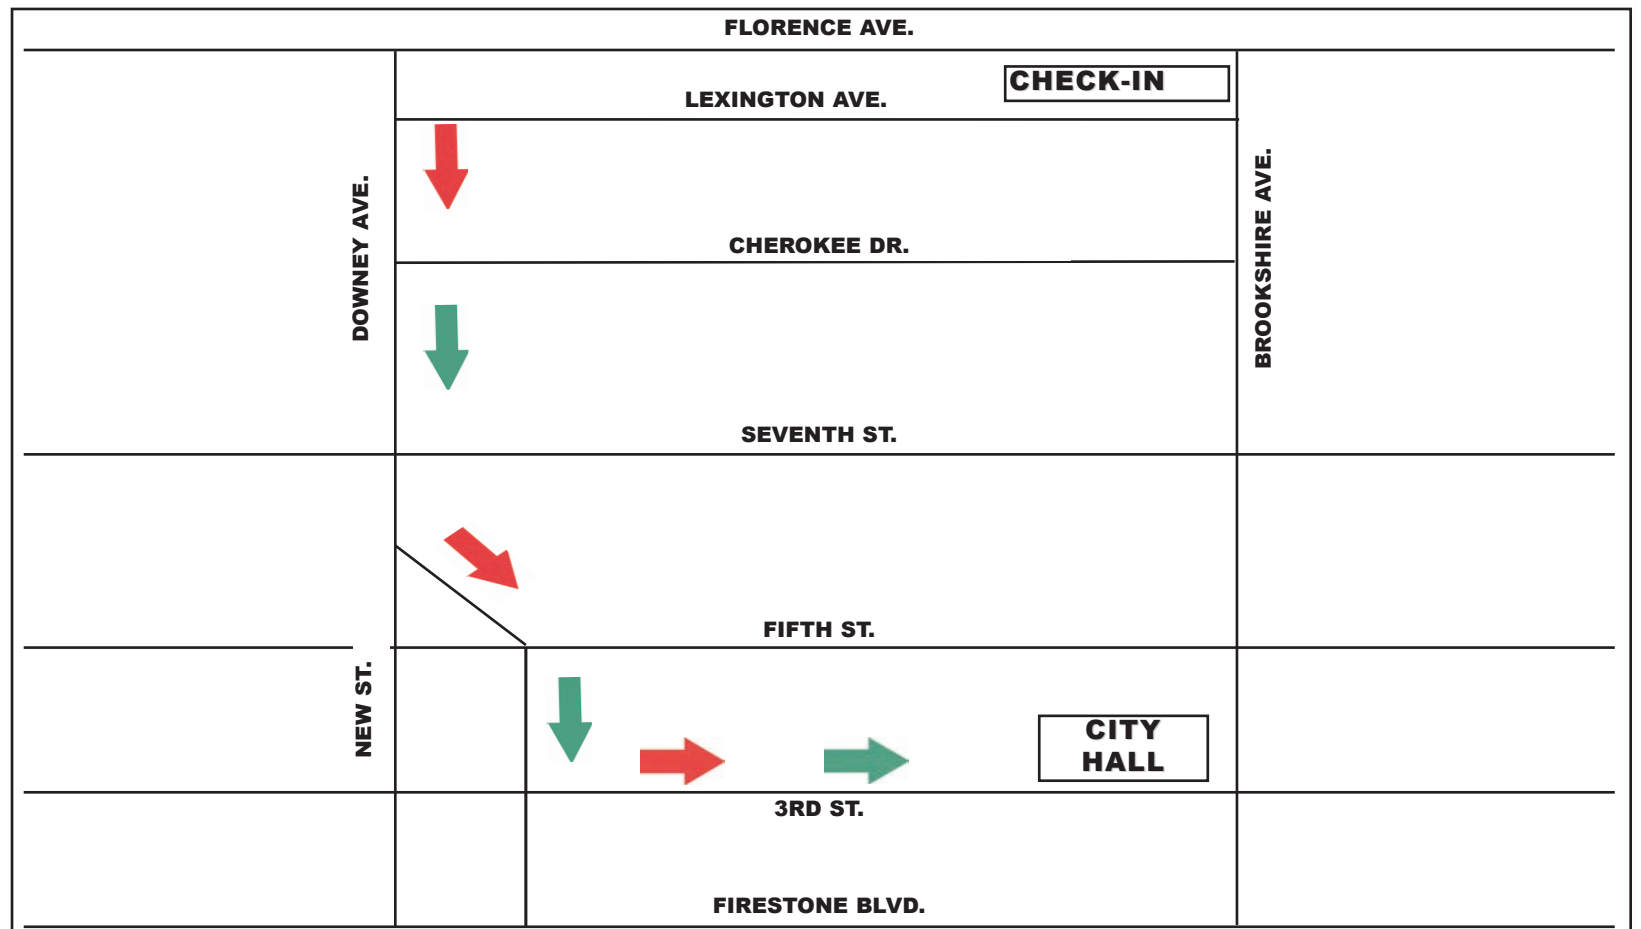 FLORENCE AVE.
CHECK-IN
LEXINGTON AVE.
DOWNEY AVE.
BROOKSHIRE AVE.
CHEROKEE DR.
SEVENTH ST.
FIFTH ST.
NEW ST.
CITY
HALL
3RD ST.
FIRESTONE BLVD.